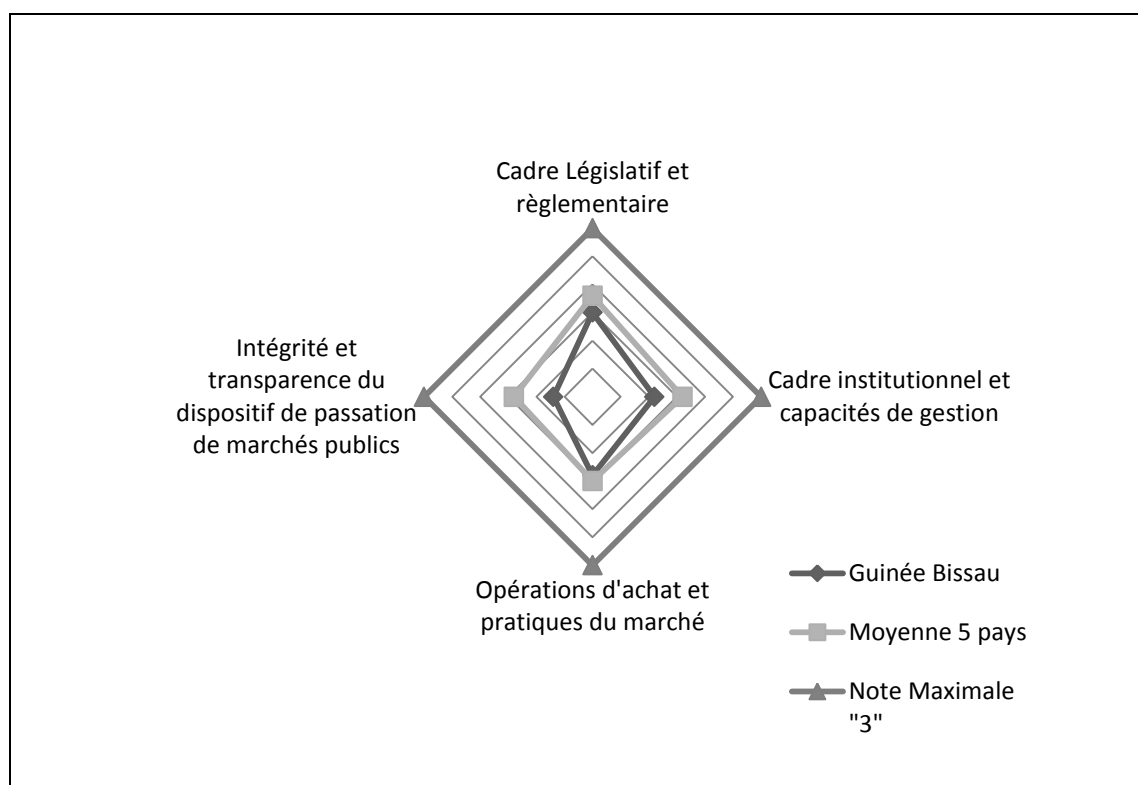 Cadre Législatif et
règlementaire
Intégrité et
transparence du
dispositif de passation
de marchés publics
Cadre institutionnel et
capacités de gestion
Opérations d'achat et
pratiques du marché
Guinée Bissau
Moyenne 5 pays
Note Maximale
"3"